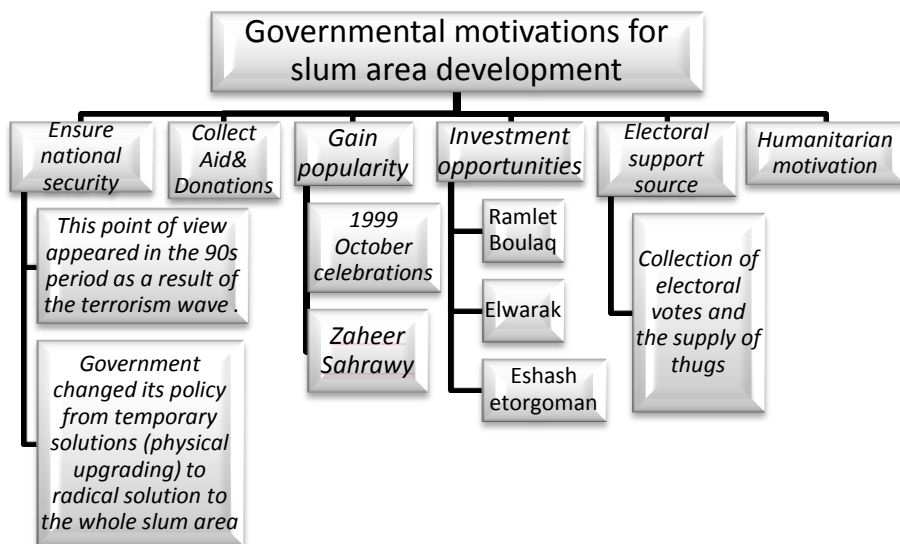 Governmental motivations for
slum area development
Ensure
national
security
This point of view
appeared in the 90s
period as a result of
the terrorism wave .
Government
changed its policy
from temporary
solutions (physical
upgrading) to
radical solution to
the whole slum area
Collect
Aid&
Donations
Gain
popularity
1999
October
celebrations
Zaheer
Sahrawy
Investment
opportunities
Ramlet
Boulaq
Elwarak
Eshash
etorgoman
Electoral
support
source
Collection of
electoral
votes and
the supply of
thugs
Humanitarian
motivation